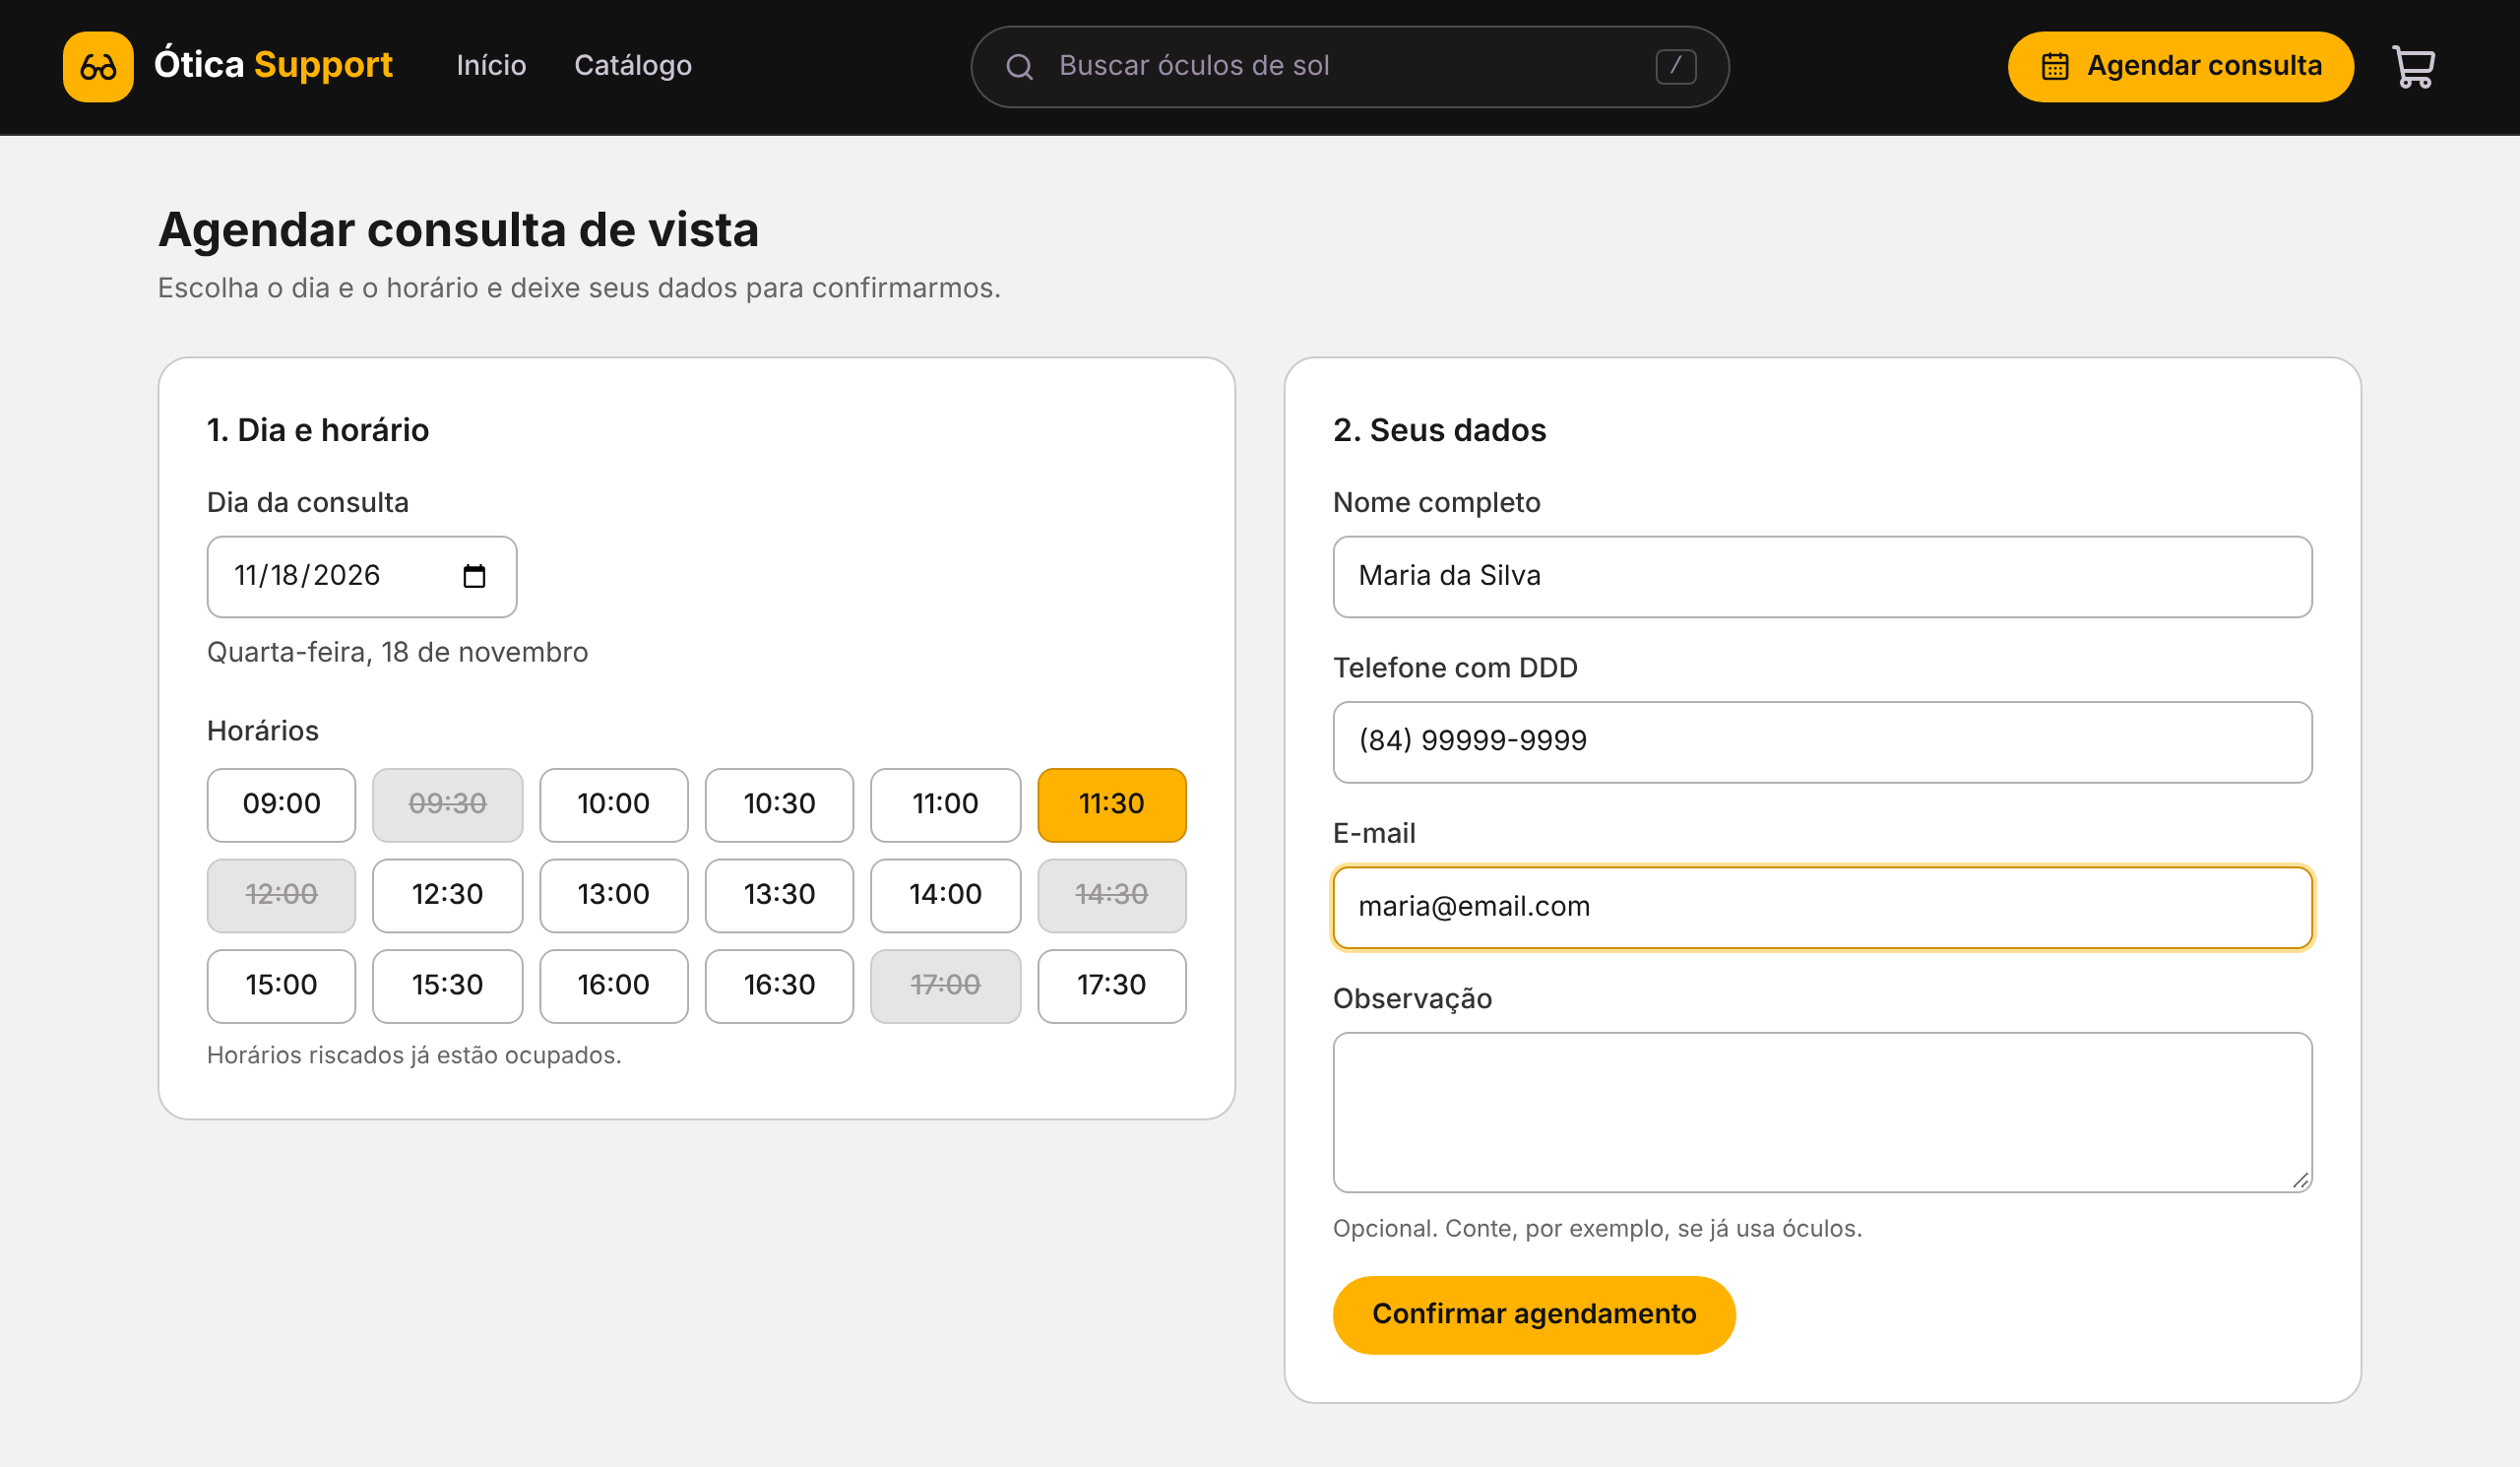 Ótica Support
Início
Catálogo
Buscar óculos de sol
/
Agendar consulta
Agendar consulta de vista
Escolha o dia e o horário e deixe seus dados para confirmarmos.
1. Dia e horário
Dia da consulta
11/18/2026
Quarta-feira, 18 de novembro
Horários
09:00 09:30 10:00 10:30 11:00 11:30
12:00 12:30 13:00 13:30 14:00 14:30
15:00 15:30 16:00 16:30 17:00 17:30
Horários riscados já estão ocupados.
2. Seus dados
Nome completo
Maria da Silva
Telefone com DDD
(84) 99999-9999
E-mail
maria@email.com
Observação
Opcional. Conte, por exemplo, se já usa óculos.
Confirmar agendamento